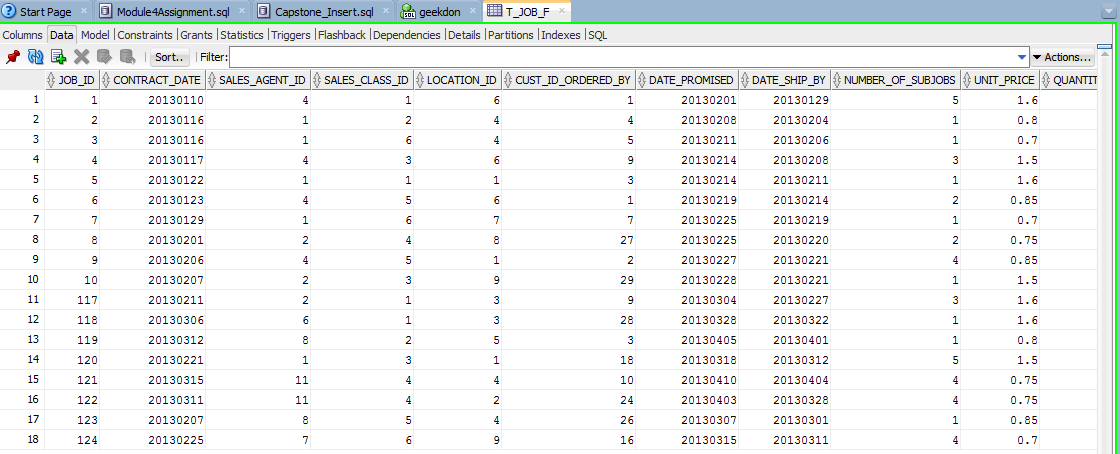 Start Page Module4Assignment.sql Capstone_Insert.sql geekdon T_JOB_F
Columns Data Model Constraints Grants Statistics Triggers Flashback Dependencies Details Partitions Indexes SQL
Sort.. Filter: Actions...
JOB_ID CONTRACT_DATE SALES_AGENT_ID SALES_CLASS_ID LOCATION_ID CUST_ID_ORDERED_BY DATE_PROMISED DATE_SHIP_BY NUMBER_OF_SUBJOBS UNIT_PRICE QUANTIT
1 1 20130110 4 1 6 1 20130201 20130129 5 1.6
2 2 20130116 1 2 4 4 20130208 20130204 1 0.8
3 3 20130116 1 6 4 5 20130211 20130206 1 0.7
4 4 20130117 4 3 6 9 20130214 20130208 3 1.5
5 5 20130122 1 1 1 3 20130214 20130211 1 1.6
6 6 20130123 4 5 6 1 20130219 20130214 2 0.85
7 7 20130129 1 6 7 7 20130225 20130219 1 0.7
8 8 20130201 2 4 8 27 20130225 20130220 2 0.75
9 9 20130206 4 5 1 2 20130227 20130221 4 0.85
10 10 20130207 2 3 9 29 20130228 20130221 1 1.5
11 117 20130211 2 1 3 9 20130304 20130227 3 1.6
12 118 20130306 6 1 3 28 20130328 20130322 1 1.6
13 119 20130312 8 2 5 3 20130405 20130401 1 0.8
14 120 20130221 1 3 1 18 20130318 20130312 5 1.5
15 121 20130315 11 4 4 10 20130410 20130404 4 0.75
16 122 20130311 11 4 2 24 20130403 20130328 4 0.75
17 123 20130207 8 5 4 26 20130307 20130301 1 0.85
18 124 20130225 7 6 9 16 20130315 20130311 4 0.7